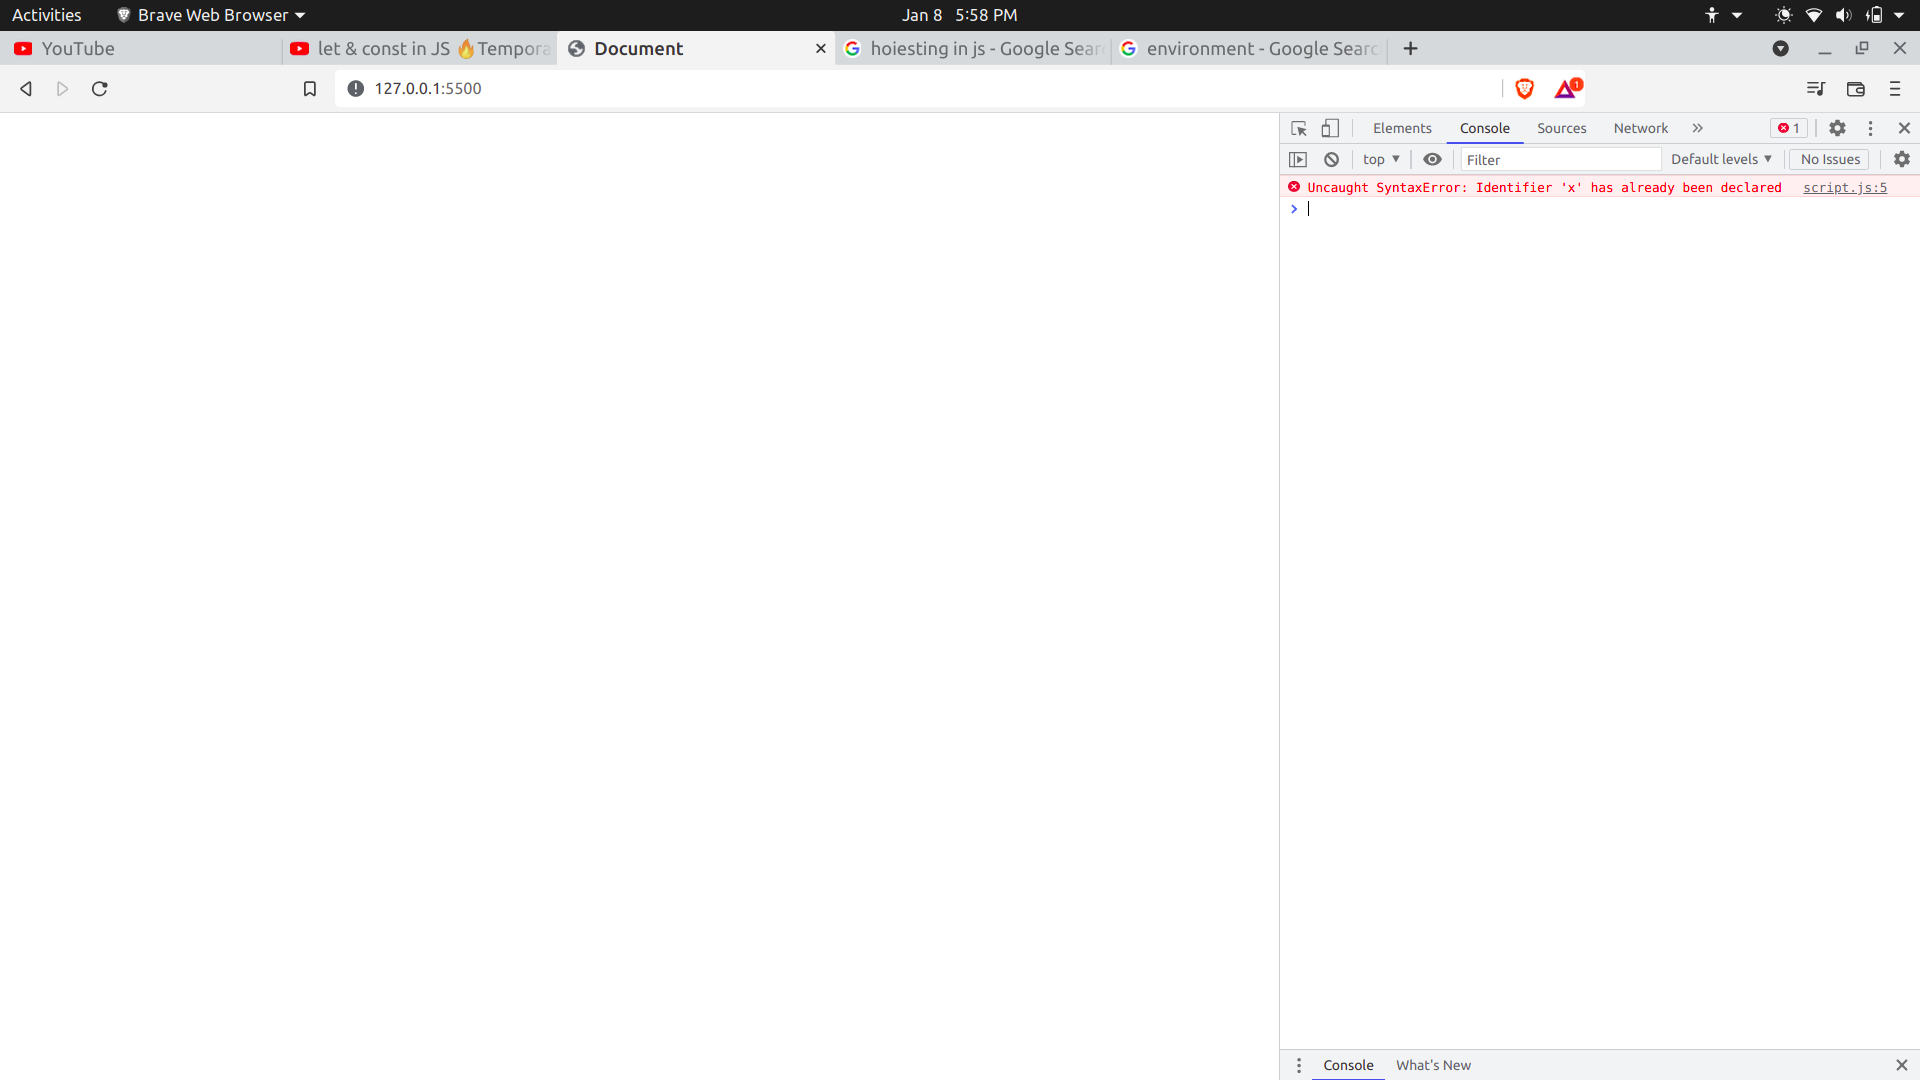 Activities Brave Web Browser Jan 8 5:58 PM
YouTube let & const in JS 🔥Tempora Document hoiesting in js - Google Sear environment - Google Searc
127.0.0.1:5500 1
Elements Console Sources Network 1
top Filter Default levels No Issues
Uncaught SyntaxError: Identifier 'x' has already been declared script.js:5
Console What's New